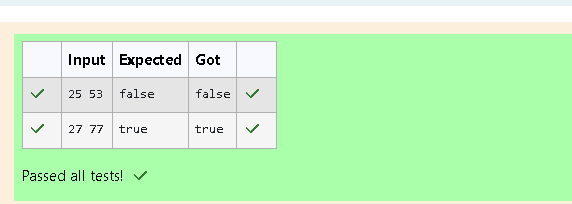 Input Expected Got
25 53 false false
27 77 true true
Passed all tests!